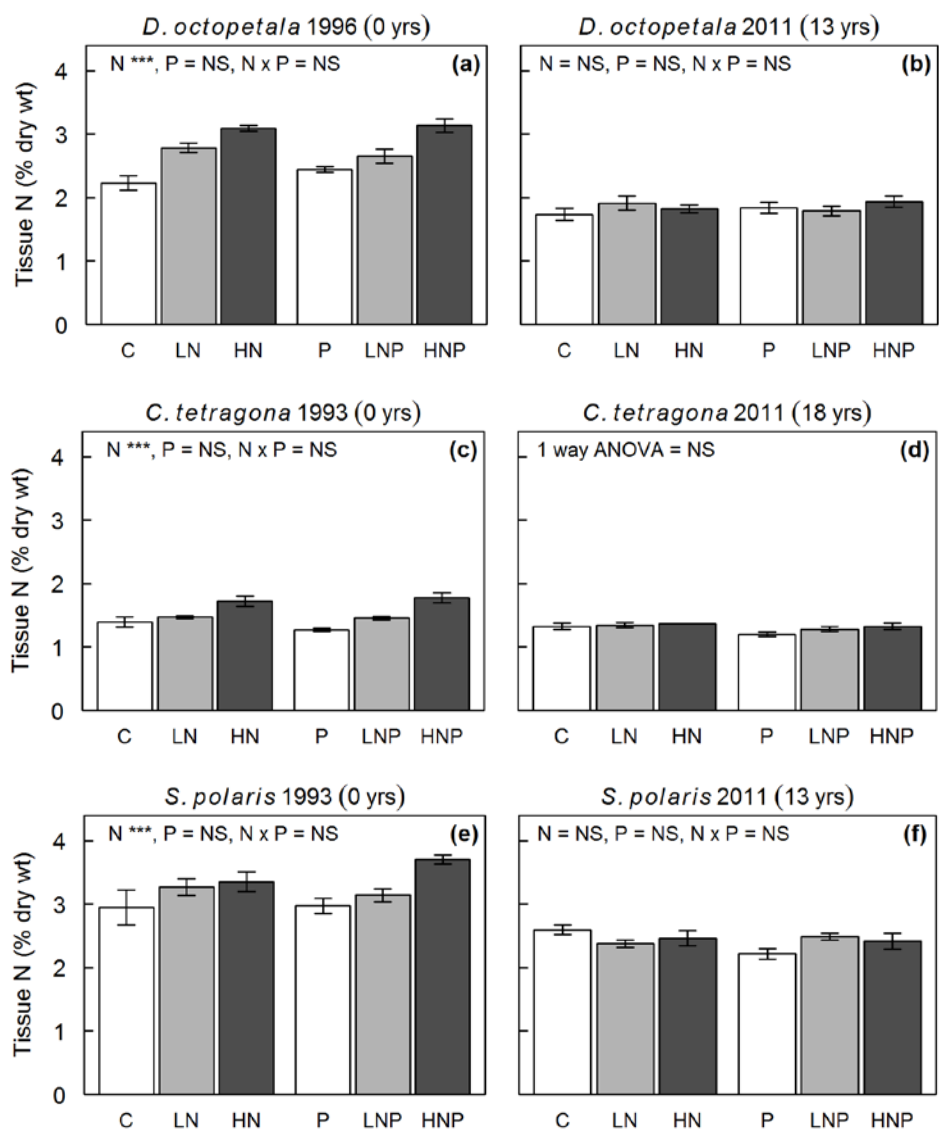 D. octopetala 1996 (0 yrs)
D. octopetala 2011 (13 yrs)
N ***, P = NS, N x P = NS
(a)
N = NS, P = NS, N x P = NS
(b)
Tissue N (% dry wt)
4
3
2
1
0
C LN HN P LNP HNP
C LN HN P LNP HNP
C. tetragona 1993 (0 yrs)
C. tetragona 2011 (18 yrs)
N ***, P = NS, N x P = NS
(c)
1 way ANOVA = NS
(d)
Tissue N (% dry wt)
4
3
2
1
0
C LN HN P LNP HNP
C LN HN P LNP HNP
S. polaris 1993 (0 yrs)
S. polaris 2011 (13 yrs)
N ***, P = NS, N x P = NS
(e)
N = NS, P = NS, N x P = NS
(f)
Tissue N (% dry wt)
4
3
2
1
0
C LN HN P LNP HNP
C LN HN P LNP HNP